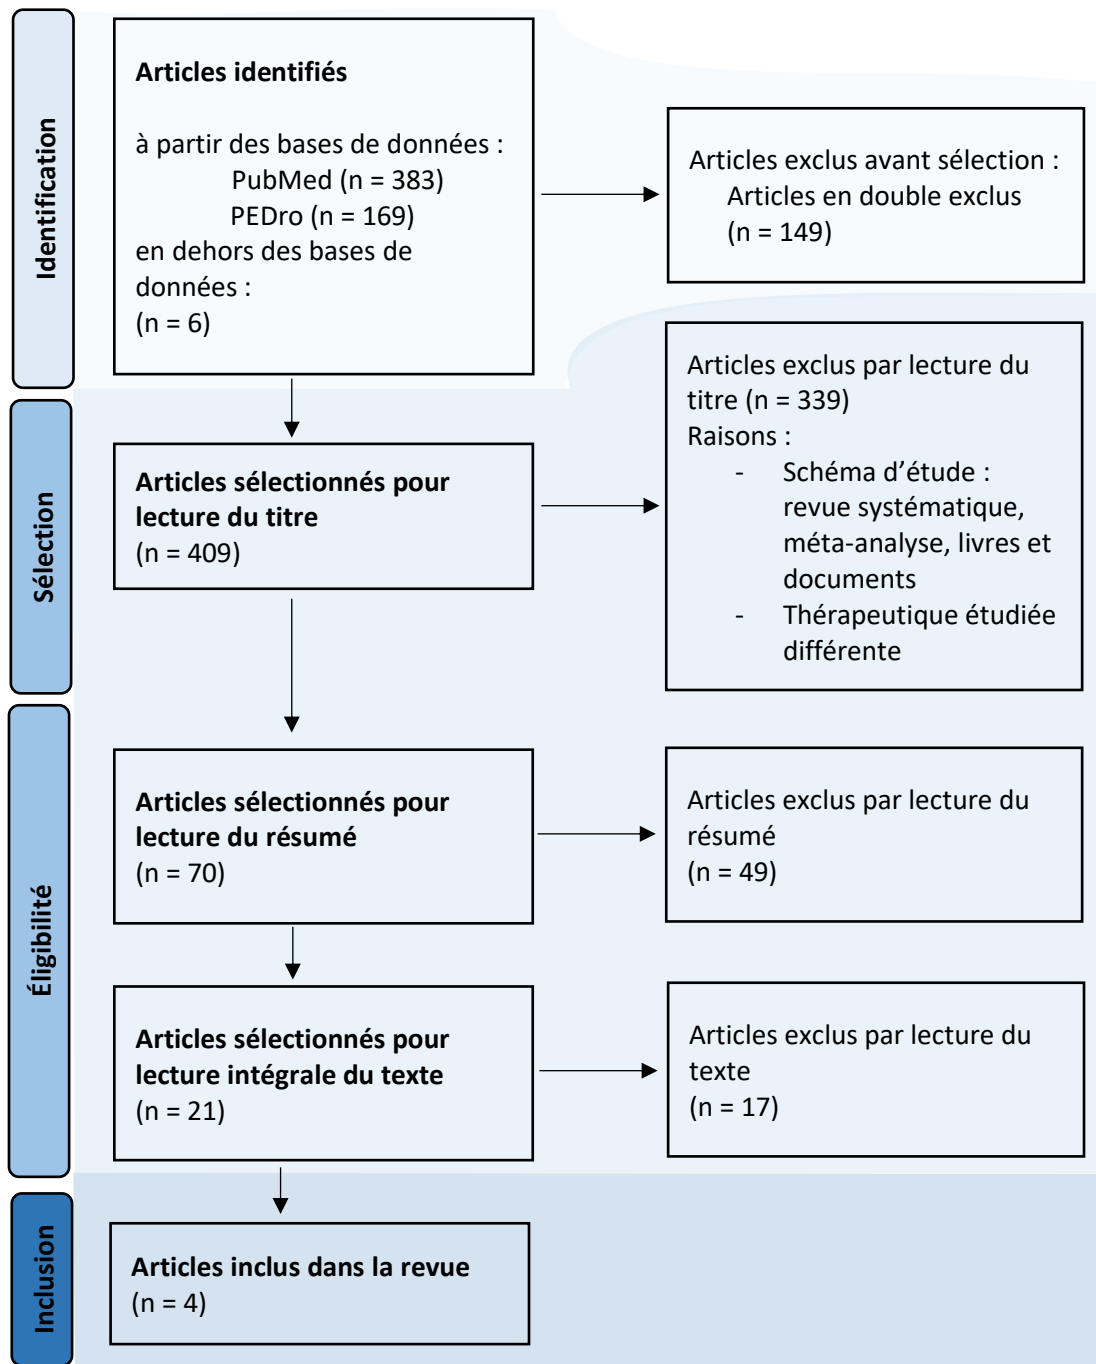 Identification
Articles identifiés
à partir des bases de données :
PubMed (n = 383)
PEDro (n = 169)
en dehors des bases de
données :
(n = 6)
Articles exclus avant sélection :
Articles en double exclus
(n = 149)
Sélection
Articles sélectionnés pour
lecture du titre
(n = 409)
Articles exclus par lecture du
titre (n = 339)
Raisons :
- Schéma d’étude :
revue systématique,
méta-analyse, livres et
documents
- Thérapeutique étudiée
différente
Éligibilité
Articles sélectionnés pour
lecture du résumé
(n = 70)
Articles exclus par lecture du
résumé
(n = 49)
Articles sélectionnés pour
lecture intégrale du texte
(n = 21)
Articles exclus par lecture du
texte
(n = 17)
Inclusion
Articles inclus dans la revue
(n = 4)